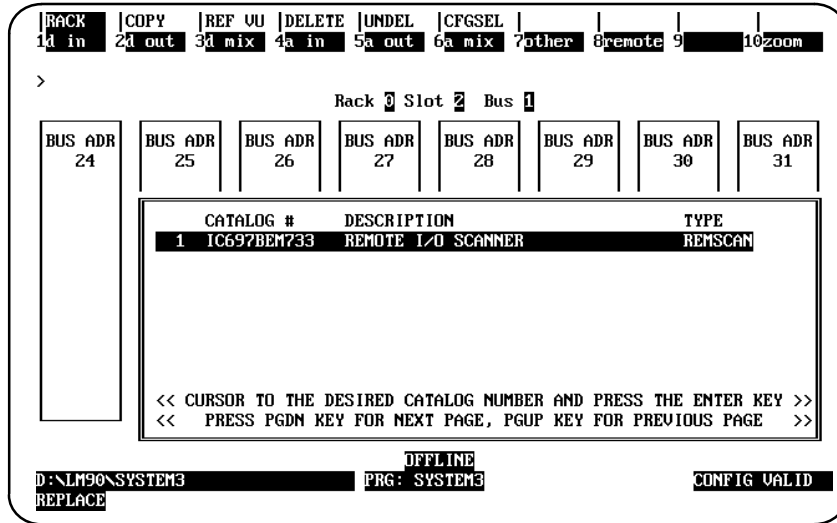 |RACK |COPY |REF VU |DELETE |UNDEL |CFGSEL | | | |
1d in 2d out 3d mix 4a in 5a out 6a mix 7other 8remote 9 10zoom
>
Rack 0 Slot 2 Bus 1
BUS ADR BUS ADR BUS ADR BUS ADR BUS ADR BUS ADR BUS ADR BUS ADR
24 25 26 27 28 29 30 31
CATALOG # DESCRIPTION TYPE
1 IC697BEM733 REMOTE I/O SCANNER REMSCAN
<< CURSOR TO THE DESIRED CATALOG NUMBER AND PRESS THE ENTER KEY >>
<< PRESS PGDN KEY FOR NEXT PAGE, PGUP KEY FOR PREVIOUS PAGE >>
OFFLINE
D:\LM90\SYSTEM3 PRG: SYSTEM3 CONFIG VALID
REPLACE